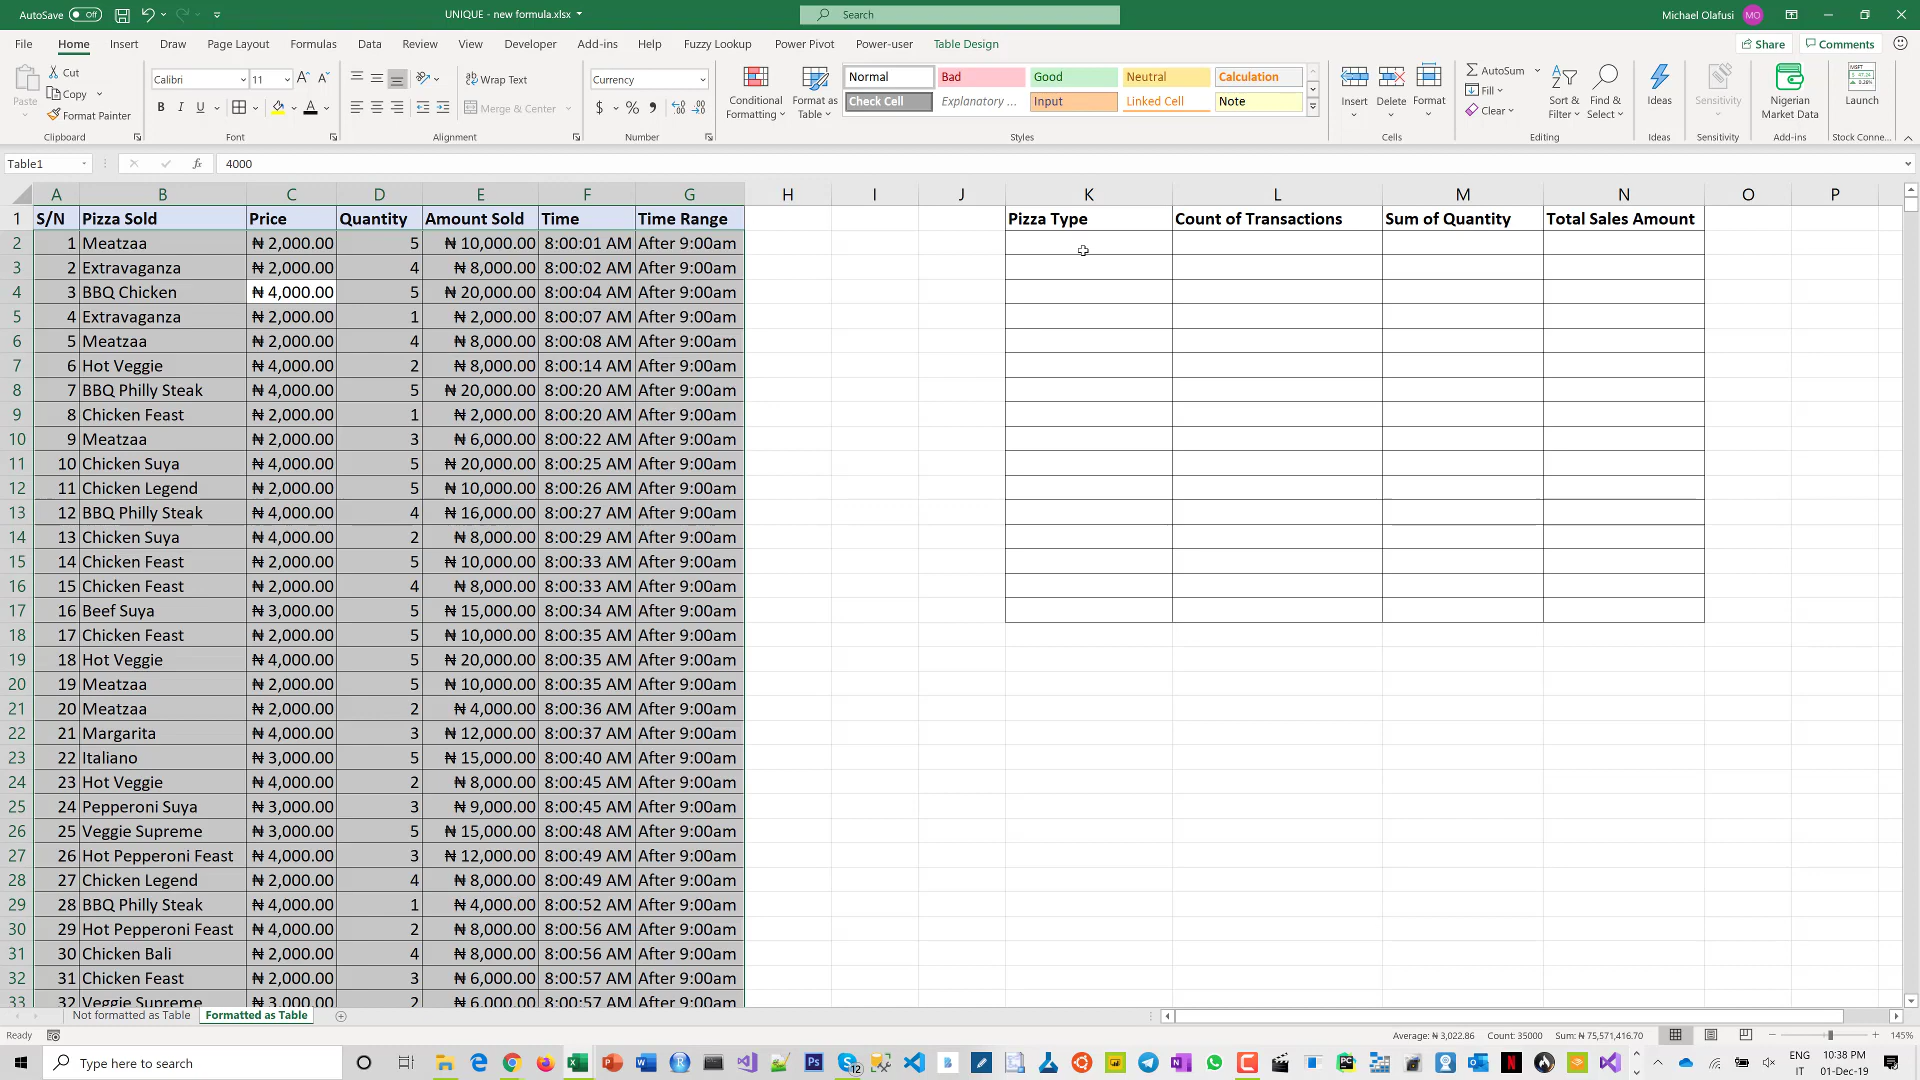 AutoSave Off UNIQUE - new formula.xlsx Search Michael Olafusi MO
File Home Insert Draw Page Layout Formulas Data Review View Developer Add-ins Help Fuzzy Lookup Power Pivot Power-user Table Design Share Comments
Paste Cut Copy Format Painter Clipboard
Calibri 11 B I U A Font
Wrap Text Merge & Center Alignment
Currency $ % Number
Conditional Formatting Format as Table
Normal Bad Good Neutral Calculation
Check Cell Explanatory ... Input Linked Cell Note
Styles
Insert Delete Format Cells
AutoSum Fill Clear Sort & Filter Find & Select Editing
Ideas Ideas Sensitivity Sensitivity Nigerian Market Data Add-ins Launch Stock Conne...
Table1 fx 4000
A B C D E F G H I J K L M N O P
1 S/N Pizza Sold Price Quantity Amount Sold Time Time Range Pizza Type Count of Transactions Sum of Quantity Total Sales Amount
2 1 Meatzaa ₦ 2,000.00 5 ₦ 10,000.00 8:00:01 AM After 9:00am
3 2 Extravaganza ₦ 2,000.00 4 ₦ 8,000.00 8:00:02 AM After 9:00am
4 3 BBQ Chicken ₦ 4,000.00 5 ₦ 20,000.00 8:00:04 AM After 9:00am
5 4 Extravaganza ₦ 2,000.00 1 ₦ 2,000.00 8:00:07 AM After 9:00am
6 5 Meatzaa ₦ 2,000.00 4 ₦ 8,000.00 8:00:08 AM After 9:00am
7 6 Hot Veggie ₦ 4,000.00 2 ₦ 8,000.00 8:00:14 AM After 9:00am
8 7 BBQ Philly Steak ₦ 4,000.00 5 ₦ 20,000.00 8:00:20 AM After 9:00am
9 8 Chicken Feast ₦ 2,000.00 1 ₦ 2,000.00 8:00:20 AM After 9:00am
10 9 Meatzaa ₦ 2,000.00 3 ₦ 6,000.00 8:00:22 AM After 9:00am
11 10 Chicken Suya ₦ 4,000.00 5 ₦ 20,000.00 8:00:25 AM After 9:00am
12 11 Chicken Legend ₦ 2,000.00 5 ₦ 10,000.00 8:00:26 AM After 9:00am
13 12 BBQ Philly Steak ₦ 4,000.00 4 ₦ 16,000.00 8:00:27 AM After 9:00am
14 13 Chicken Suya ₦ 4,000.00 2 ₦ 8,000.00 8:00:29 AM After 9:00am
15 14 Chicken Feast ₦ 2,000.00 5 ₦ 10,000.00 8:00:33 AM After 9:00am
16 15 Chicken Feast ₦ 2,000.00 4 ₦ 8,000.00 8:00:33 AM After 9:00am
17 16 Beef Suya ₦ 3,000.00 5 ₦ 15,000.00 8:00:34 AM After 9:00am
18 17 Chicken Feast ₦ 2,000.00 5 ₦ 10,000.00 8:00:35 AM After 9:00am
19 18 Hot Veggie ₦ 4,000.00 5 ₦ 20,000.00 8:00:35 AM After 9:00am
20 19 Meatzaa ₦ 2,000.00 5 ₦ 10,000.00 8:00:35 AM After 9:00am
21 20 Meatzaa ₦ 2,000.00 2 ₦ 4,000.00 8:00:36 AM After 9:00am
22 21 Margarita ₦ 4,000.00 3 ₦ 12,000.00 8:00:37 AM After 9:00am
23 22 Italiano ₦ 3,000.00 5 ₦ 15,000.00 8:00:40 AM After 9:00am
24 23 Hot Veggie ₦ 4,000.00 2 ₦ 8,000.00 8:00:45 AM After 9:00am
25 24 Pepperoni Suya ₦ 3,000.00 3 ₦ 9,000.00 8:00:45 AM After 9:00am
26 25 Veggie Supreme ₦ 3,000.00 5 ₦ 15,000.00 8:00:48 AM After 9:00am
27 26 Hot Pepperoni Feast ₦ 4,000.00 3 ₦ 12,000.00 8:00:49 AM After 9:00am
28 27 Chicken Legend ₦ 2,000.00 4 ₦ 8,000.00 8:00:49 AM After 9:00am
29 28 BBQ Philly Steak ₦ 4,000.00 1 ₦ 4,000.00 8:00:52 AM After 9:00am
30 29 Hot Pepperoni Feast ₦ 4,000.00 2 ₦ 8,000.00 8:00:56 AM After 9:00am
31 30 Chicken Bali ₦ 2,000.00 4 ₦ 8,000.00 8:00:56 AM After 9:00am
32 31 Chicken Feast ₦ 2,000.00 3 ₦ 6,000.00 8:00:57 AM After 9:00am
33 32 Veggie Supreme ₦ 3,000.00 2 ₦ 6,000.00 8:00:57 AM After 9:00am
Not formatted as Table Formatted as Table
Ready Average: ₦ 3,022.86 Count: 35000 Sum: ₦ 75,571,416.70 145%
Type here to search 12 ENG IT 10:38 PM 01-Dec-19